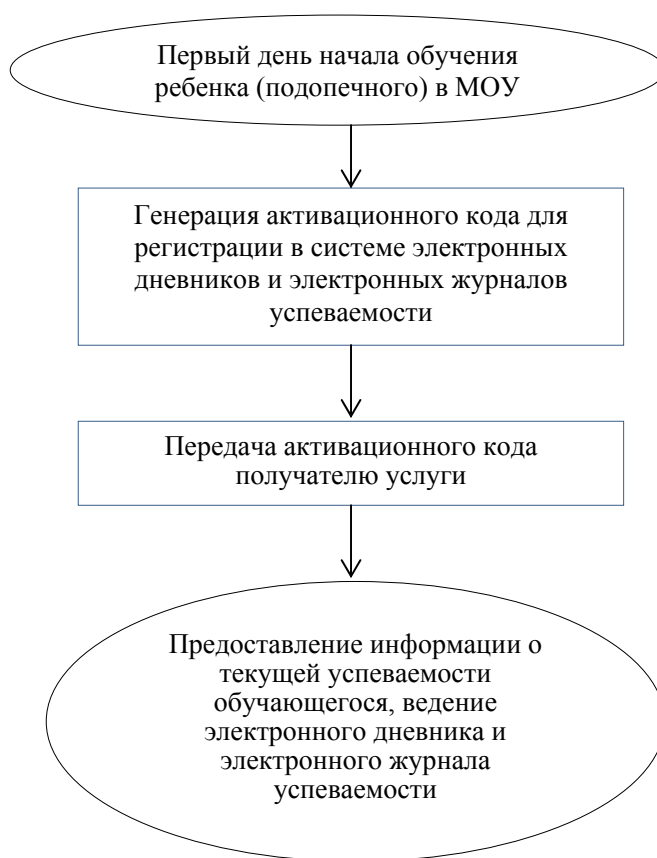 Первый день начала обучения
ребенка (подопечного) в МОУ
Генерация активационного кода для
регистрации в системе электронных
дневников и электронных журналов
успеваемости
Передача активационного кода
получателю услуги
Предоставление информации о
текущей успеваемости
обучающегося, ведение
электронного дневника и
электронного журнала
успеваемости